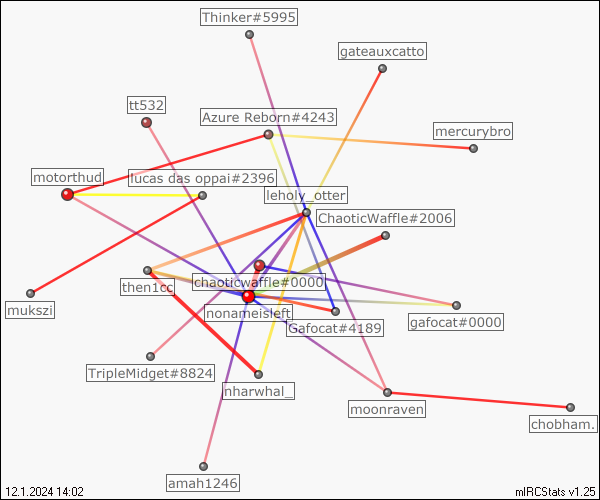 Thinker#5995
gateauxcatto
tt532
Azure Reborn#4243
mercurybro
motorthud
lucas das oppai#2396
leholy_otter
ChaoticWaffle#2006
chaoticwaffle#0000
then1cc
mukszi
nonameisleft
Gafocat#4189
gafocat#0000
TripleMidget#8824
nharwhal_
moonraven
chobham.
amah1246
12.1.2024 14:02
mIRCStats v1.25